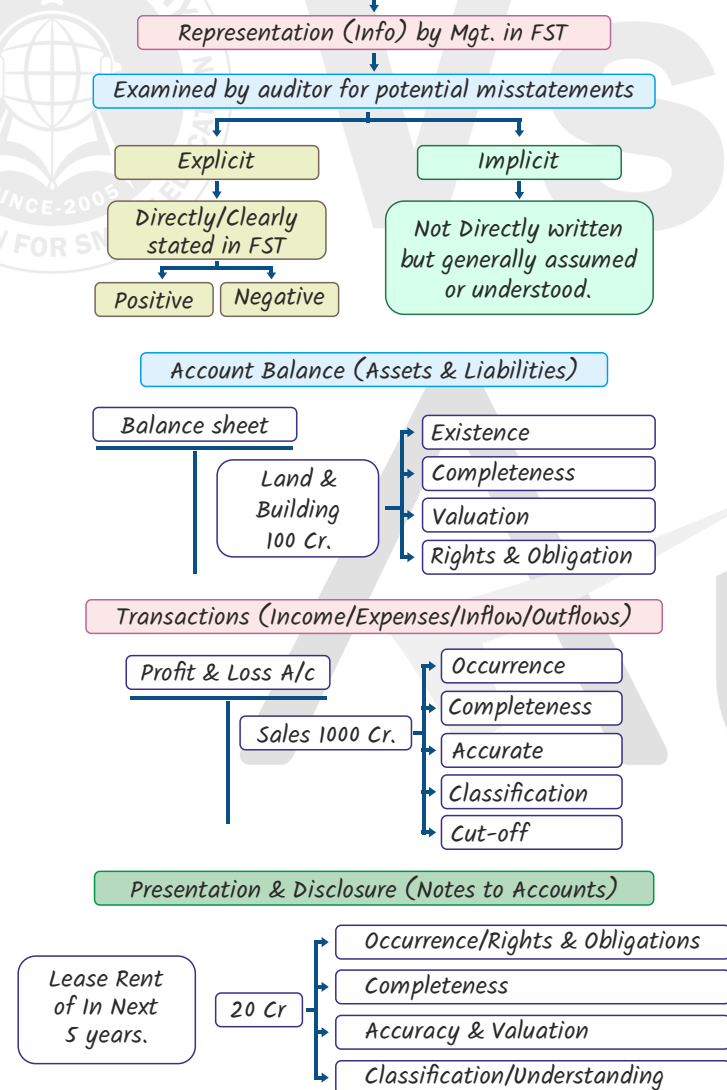 Representation (Info) by Mgt. in FST
Examined by auditor for potential misstatements
Explicit
Implicit
Directly/Clearly
stated in FST
Not Directly written
but generally assumed
or understood.
Positive
Negative
SINCE-2005
Account Balance (Assets & Liabilities)
Balance sheet
Land &
Building
100 Cr.
Existence
Completeness
Valuation
Rights & Obligation
Transactions (Income/Expenses/Inflow/Outflows)
Profit & Loss A/c
Sales 1000 Cr.
Occurrence
Completeness
Accurate
Classification
Cut-off
Presentation & Disclosure (Notes to Accounts)
Lease Rent
of In Next
5 years.
20 Cr
Occurrence/Rights & Obligations
Completeness
Accuracy & Valuation
Classification/Understanding